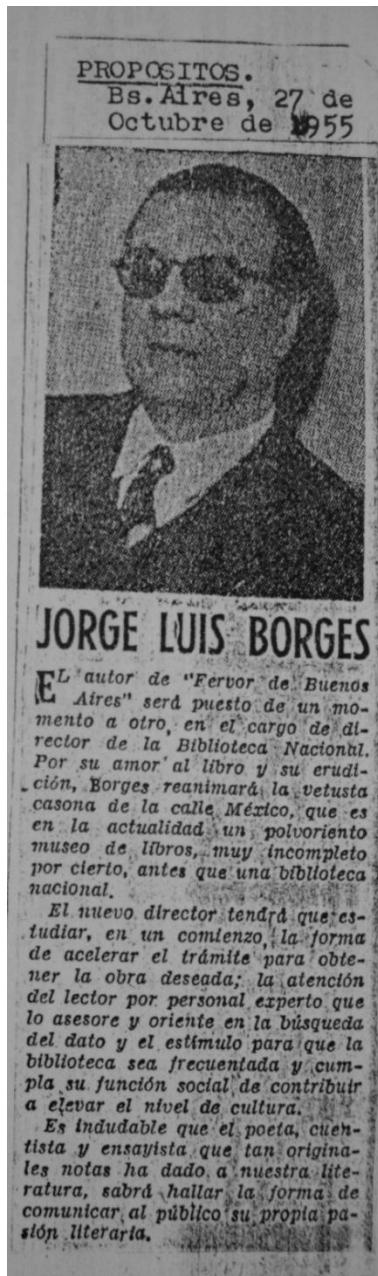 PROPOSITOS.
Bs.Aires, 27 de
Octubre de 1955
JORGE LUIS BORGES
EL autor de "Fervor de Buenos
Aires" será puesto de un mo-
mento a otro, en el cargo de di-
rector de la Biblioteca Nacional.
Por su amor al libro y su erudi-
ción, Borges reanimará la vetusta
casona de la calle México, que es
en la actualidad un polvoriento
museo de libros, muy incompleto
por cierto, antes que una biblioteca
nacional.
El nuevo director tendrá que es-
tudiar, en un comienzo, la forma
de acelerar el trámite para obte-
ner la obra deseada; la atención
del lector por personal experto que
lo asesore y oriente en la búsqueda
del dato y el estímulo para que la
biblioteca sea frecuentada y cum-
pla su función social de contribuir
a elevar el nivel de cultura.
Es indudable que el poeta, cuen-
tista y ensayista que tan origina-
les notas ha dado a nuestra lite-
ratura, sabrá hallar la forma de
comunicar al público su propia pa-
sión literaria.